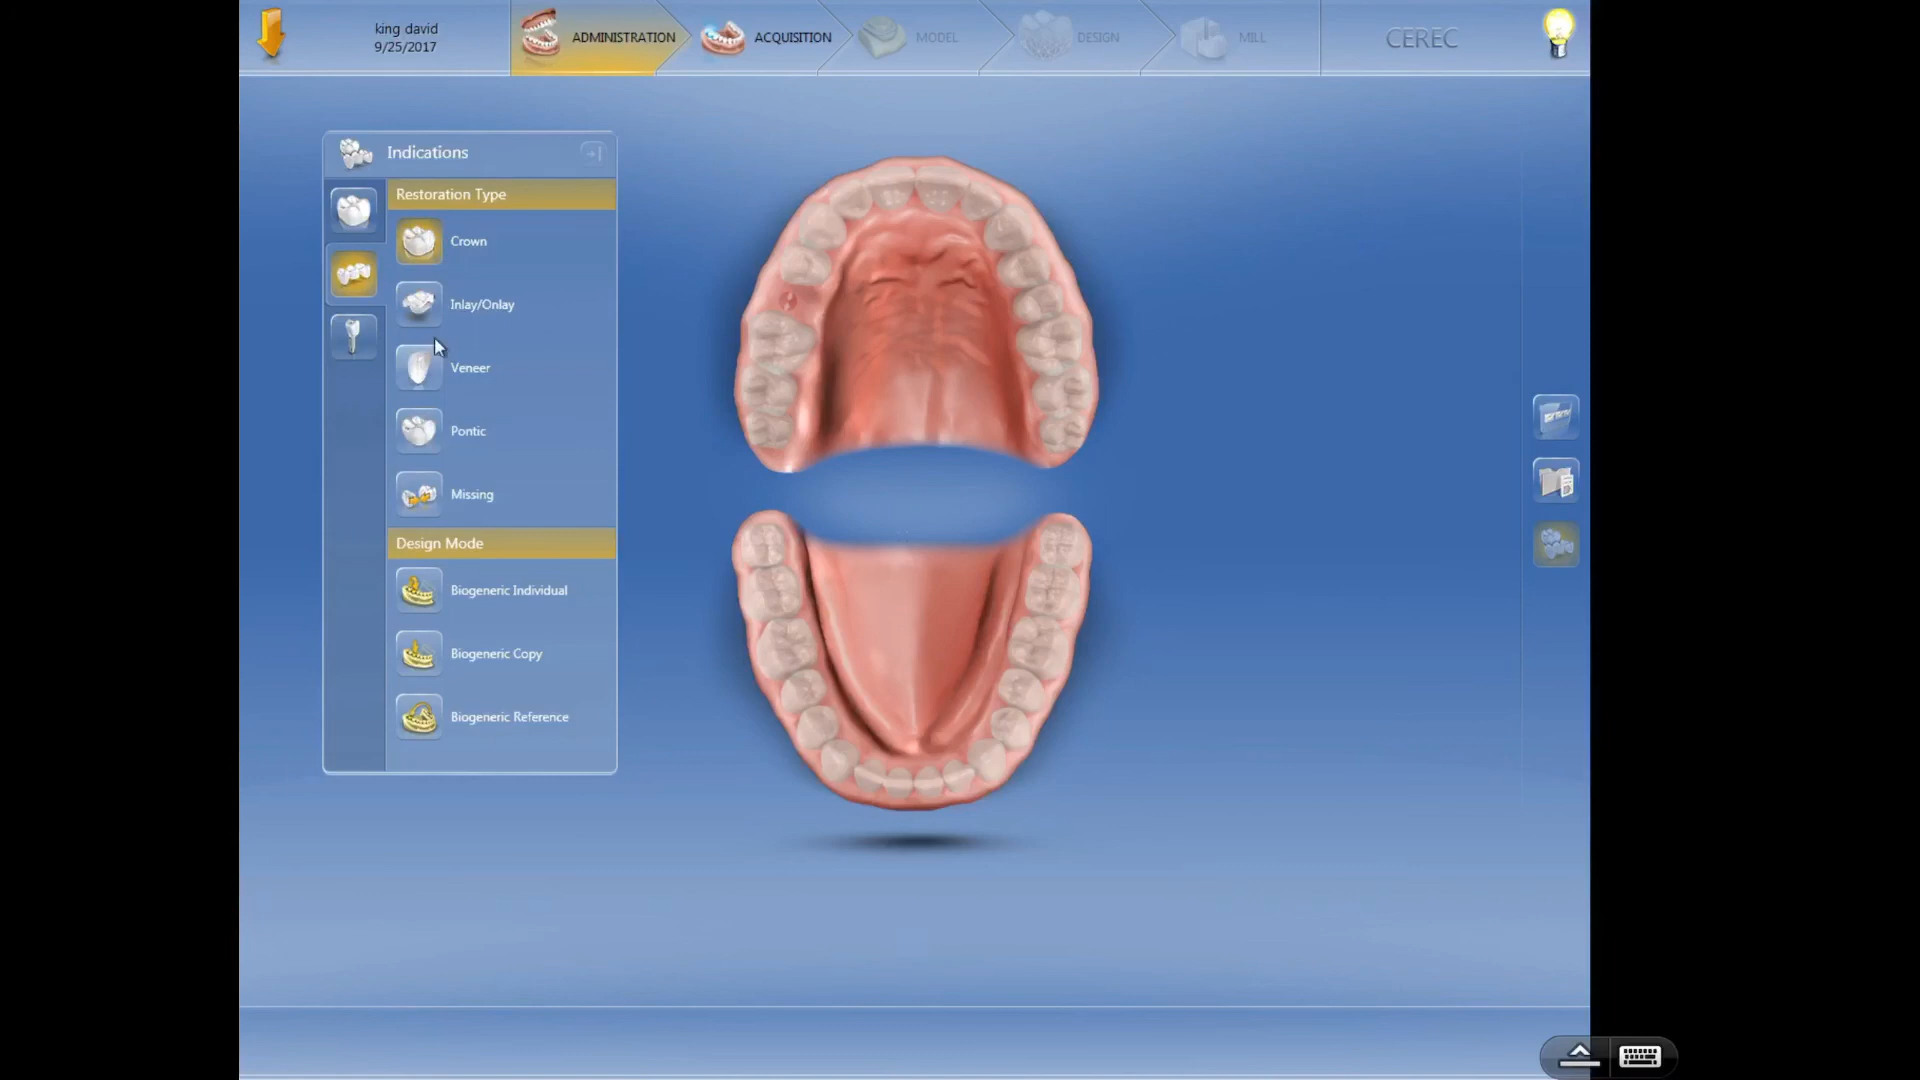 king david
9/25/2017
ADMINISTRATION
ACQUISITION
MODEL
DESIGN
MILL
CEREC
Indications
Restoration Type
Crown
Inlay/Onlay
Veneer
Pontic
Missing
Design Mode
Biogeneric Individual
Biogeneric Copy
Biogeneric Reference